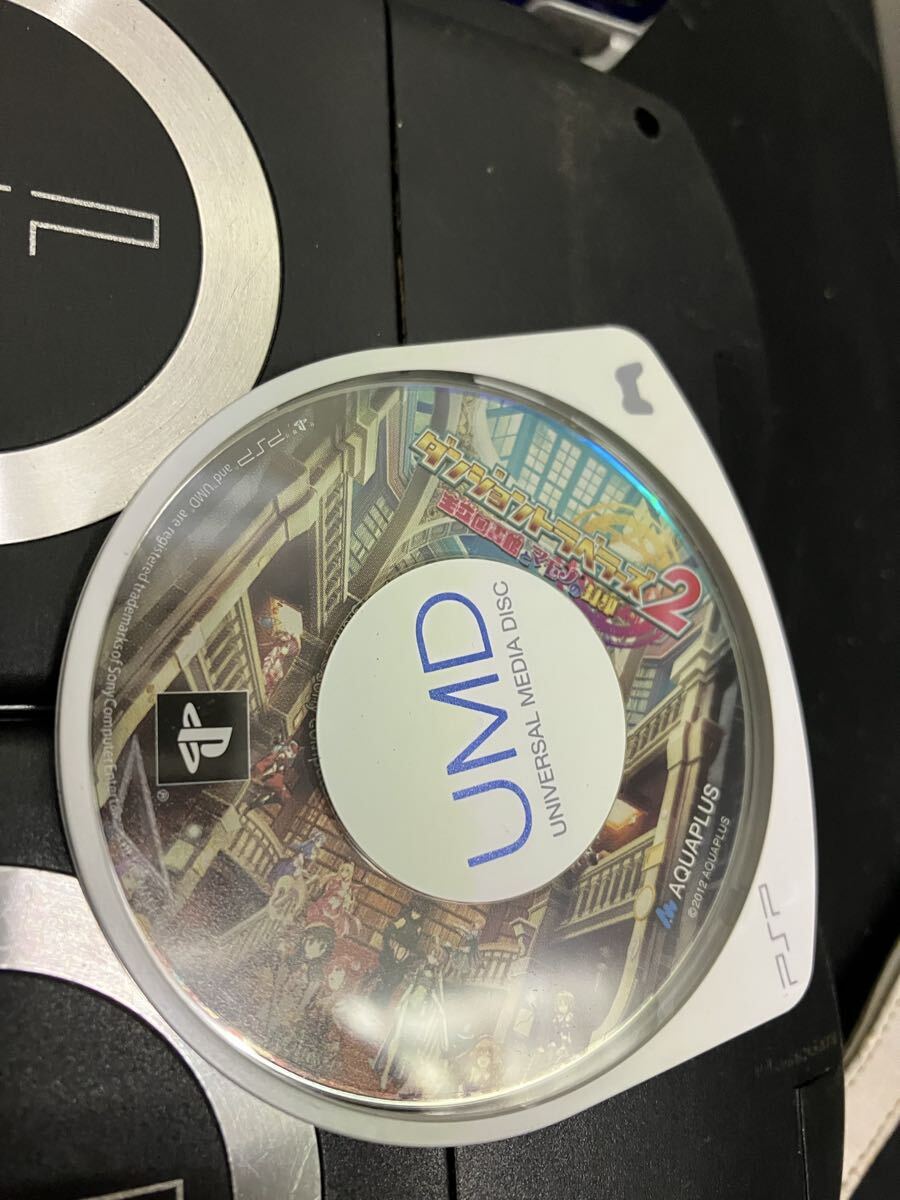 ダンジョントラベラーズ2
王立図書館とマモノの封印
UMD
UNIVERSAL MEDIA DISC
AQUAPLUS
©2012 AQUAPLUS
PSP and "UMD" are registered trademarks of Sony Computer
PSP